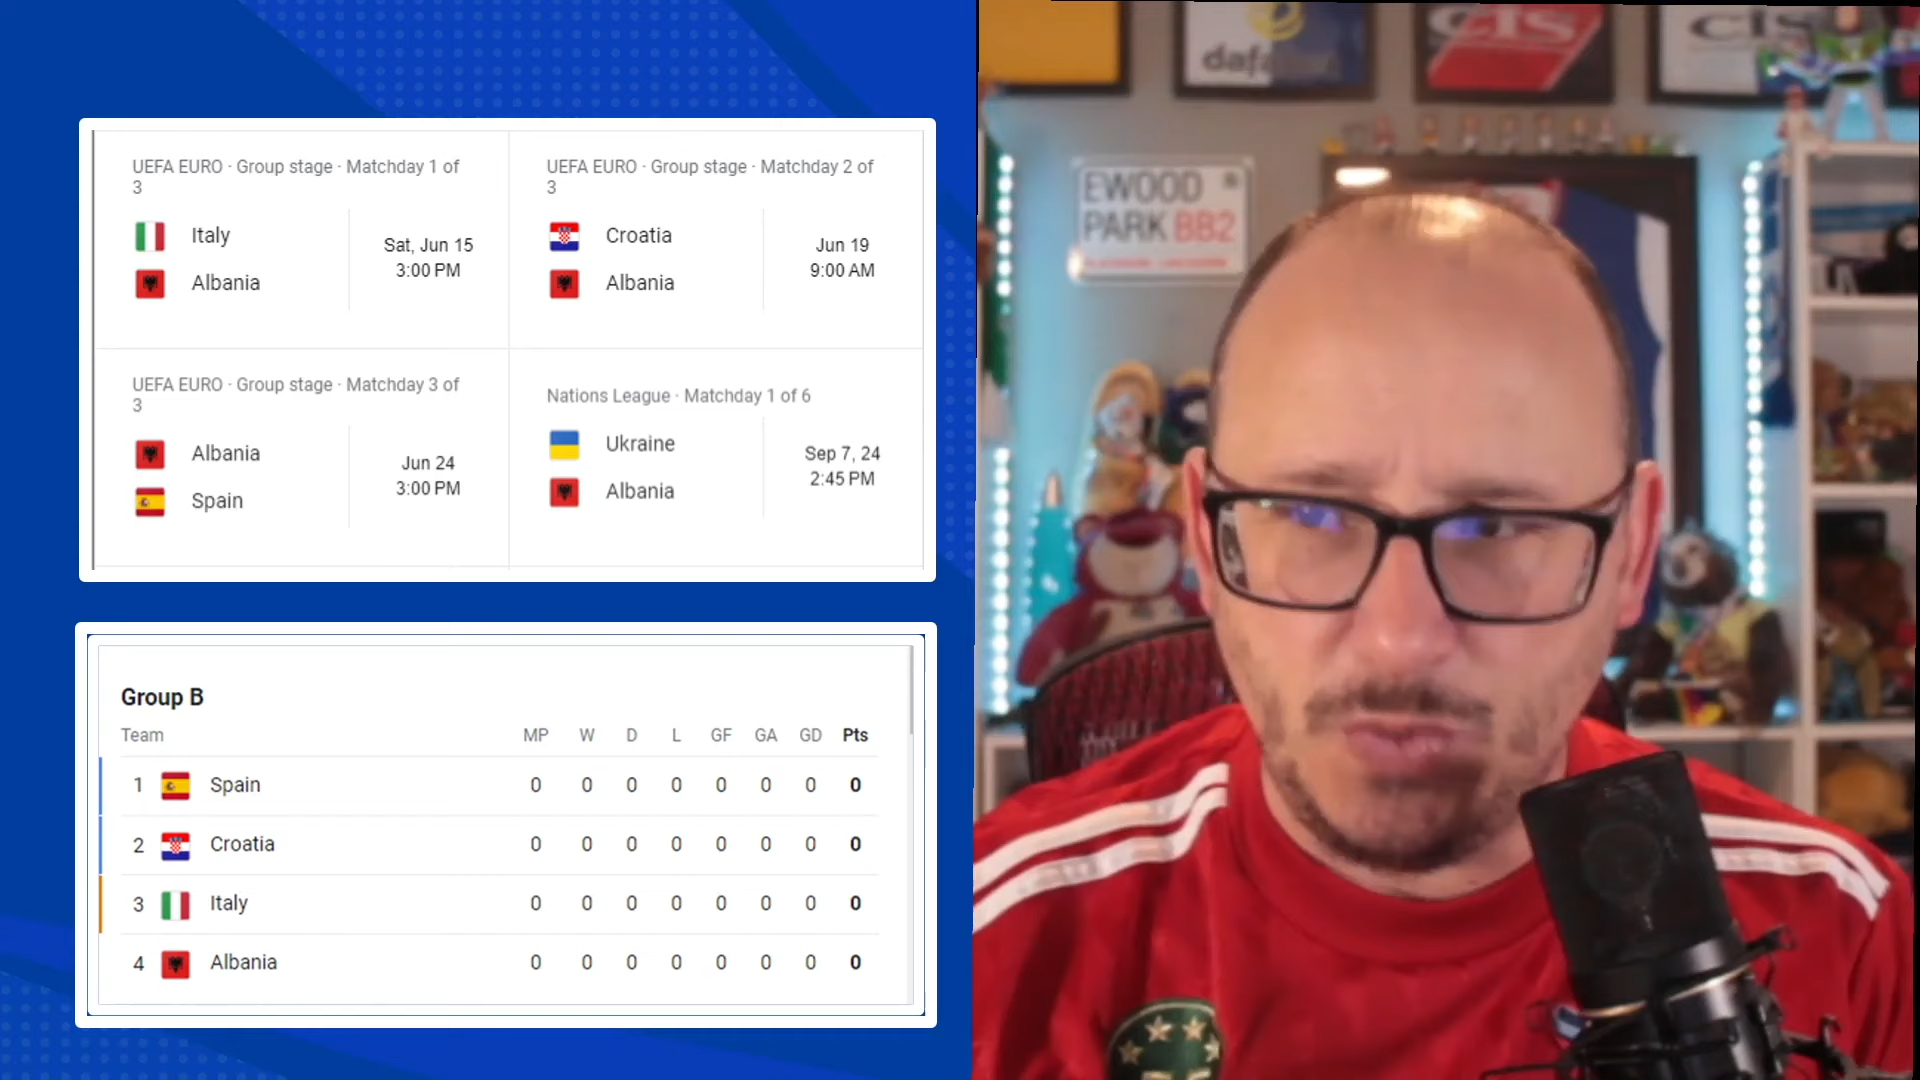 UEFA EURO · Group stage · Matchday 1 of
3
Italy
Albania
Sat, Jun 15
3:00 PM
UEFA EURO · Group stage · Matchday 2 of
3
Croatia
Albania
Jun 19
9:00 AM
UEFA EURO · Group stage · Matchday 3 of
3
Albania
Spain
Jun 24
3:00 PM
Nations League · Matchday 1 of 6
Ukraine
Albania
Sep 7, 24
2:45 PM
Group B
Team MP W D L GF GA GD Pts
1 Spain 0 0 0 0 0 0 0 0
2 Croatia 0 0 0 0 0 0 0 0
3 Italy 0 0 0 0 0 0 0 0
4 Albania 0 0 0 0 0 0 0 0
CIS
CIS
EWOOD
PARK BB2